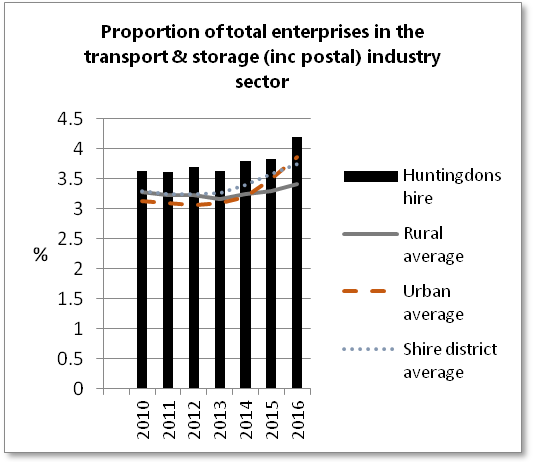 Proportion of total enterprises in the
transport & storage (inc postal) industry
sector
4.5
4
3.5
3
2.5
2
1.5
1
0.5
0
%
2010
2011
2012
2013
2014
2015
2016
Huntingdons
hire
Rural
average
Urban
average
Shire district
average